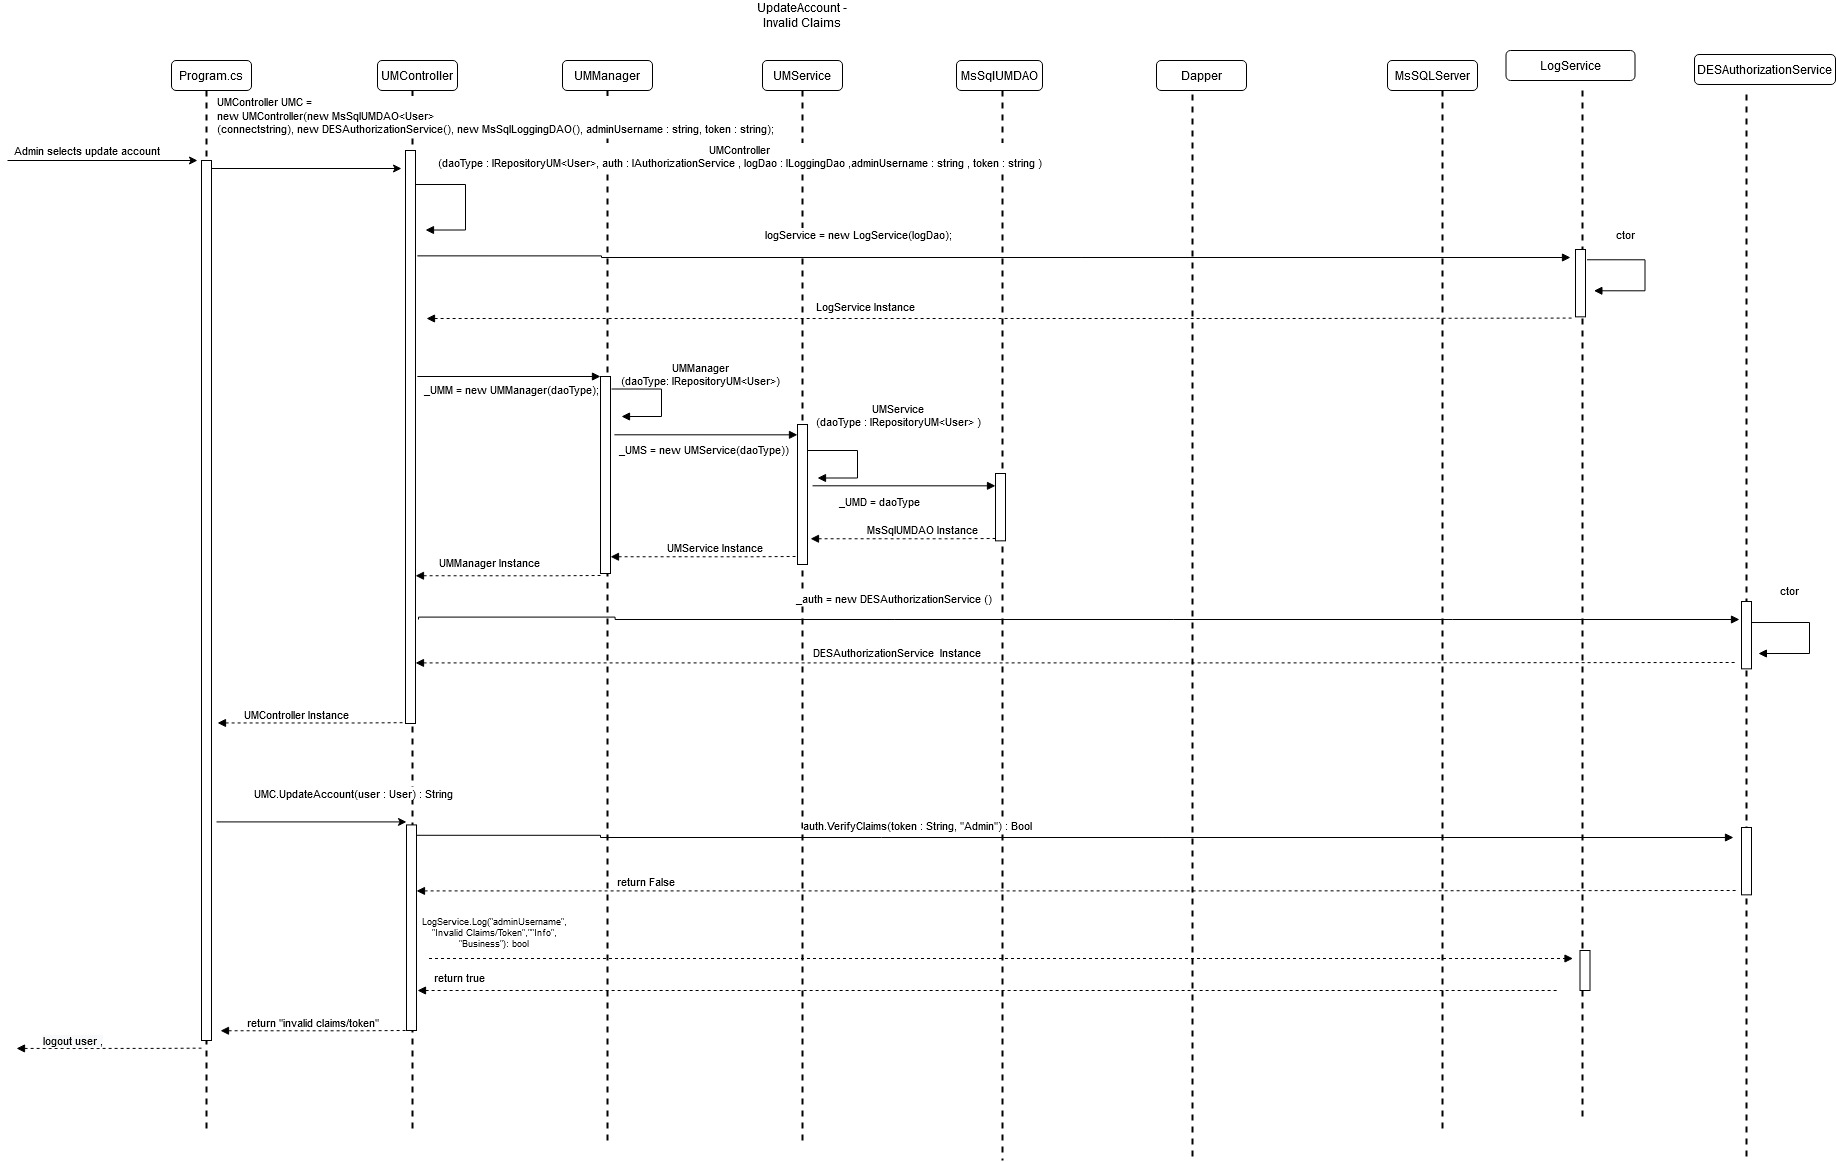 UpdateAccount -
Invalid Claims
Program.cs
UMController
UMManager
UMService
MsSqlUMDAO
Dapper
MsSQLServer
LogService
DESAuthorizationService
UMController UMC =
new UMController(new MsSqlUMDAO<User>
(connectstring), new DESAuthorizationService(), new MsSqlLoggingDAO(), adminUsername : string, token : string);
Admin selects update account
UMController
(daoType : IRepositoryUM<User>, auth : IAuthorizationService , logDao : ILoggingDao ,adminUsername : string , token : string )
logService = new LogService(logDao);
ctor
LogService Instance
UMManager
(daoType: IRepositoryUM<User>)
_UMM = new UMManager(daoType);
UMService
(daoType : IRepositoryUM<User> )
_UMS = new UMService(daoType))
_UMD = daoType
MsSqlUMDAO Instance
UMService Instance
UMManager Instance
_auth = new DESAuthorizationService ()
ctor
DESAuthorizationService  Instance
UMController Instance
UMC.UpdateAccount(user : User) : String
auth.VerifyClaims(token : String, "Admin") : Bool
return False
LogService.Log("adminUsername",
"Invalid Claims/Token",""Info",
"Business"): bool
return true
return "invalid claims/token"
logout user ,